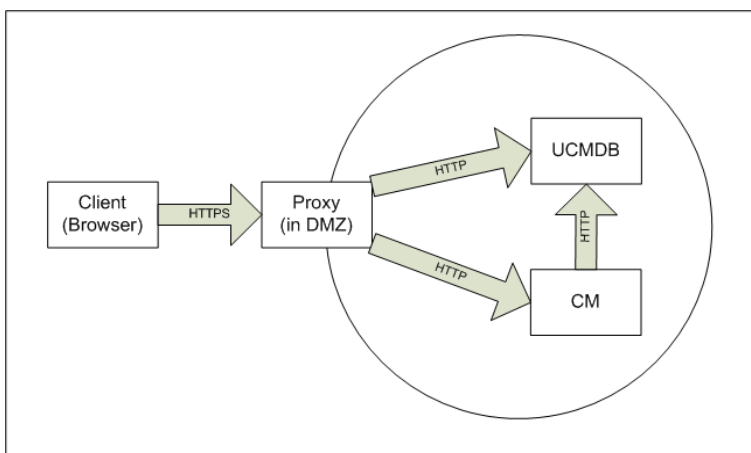 Client
(Browser)
HTTPS
Proxy
(in DMZ)
HTTP
UCMDB
HTTP
HTTP
CM